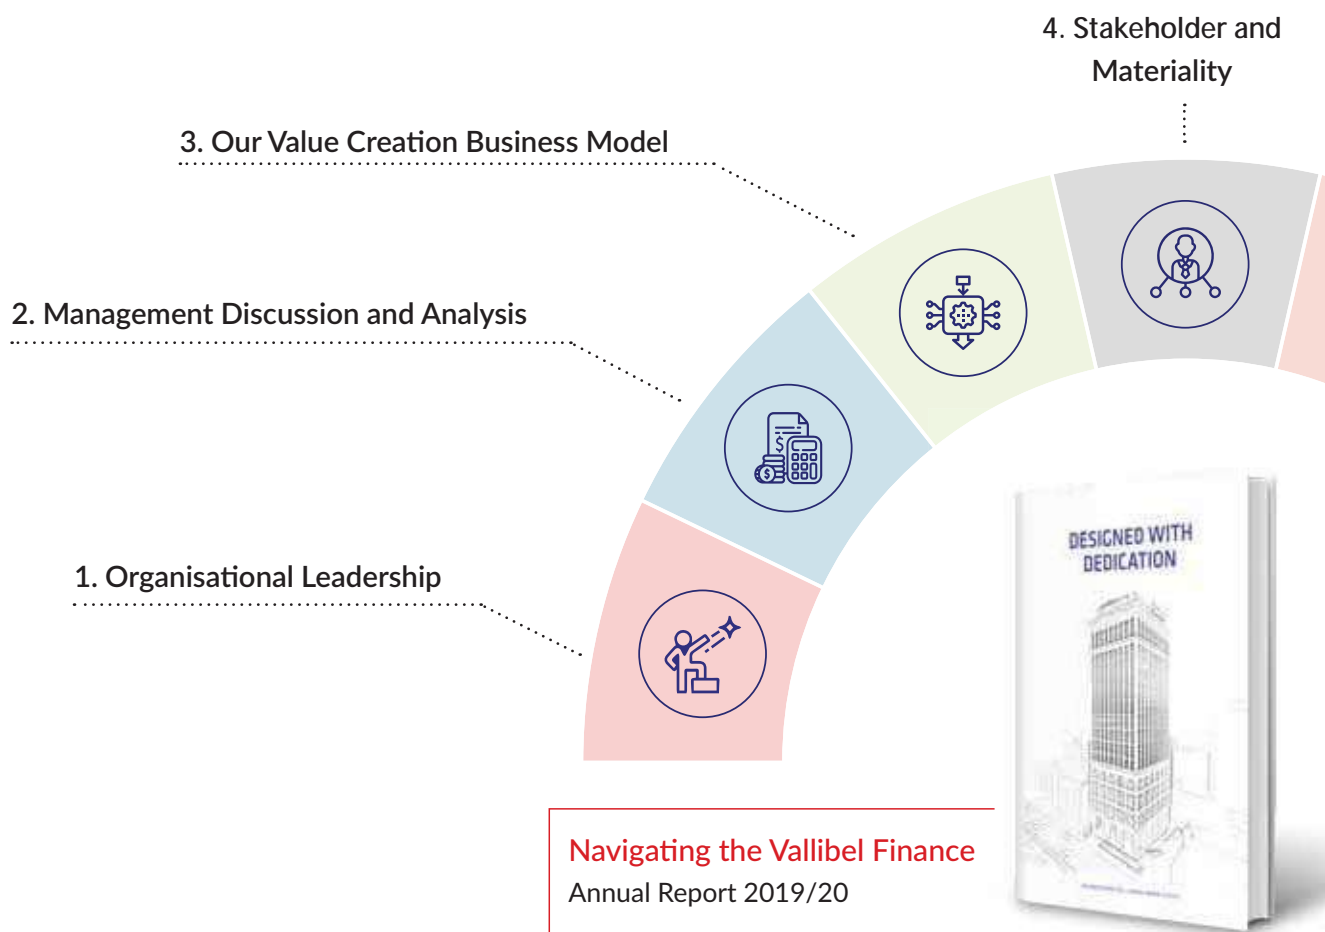 4. Stakeholder and
Materiality
3. Our Value Creation Business Model
2. Management Discussion and Analysis
1. Organisational Leadership
DESIGNED WITH
DEDICATION
Navigating the Vallibel Finance
Annual Report 2019/20